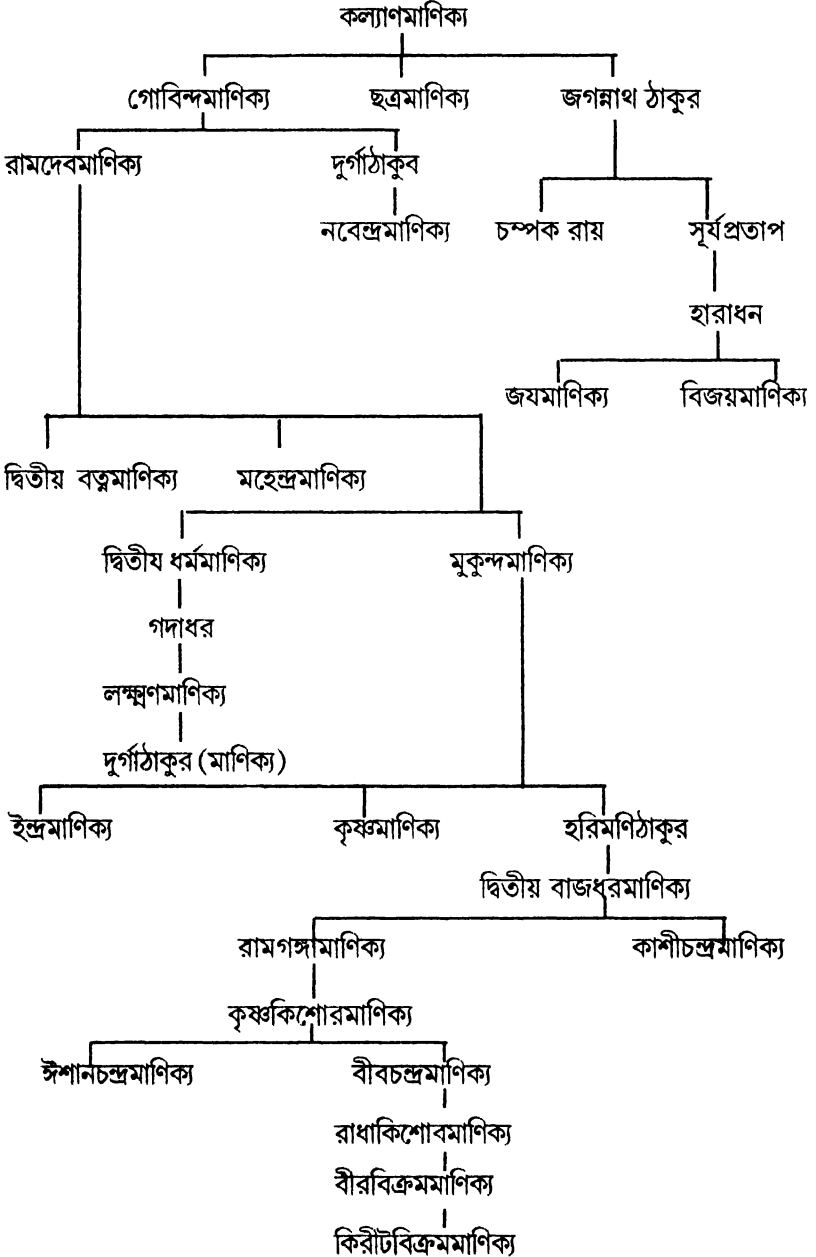 কল্যাণমাণিক্য
গোবিন্দমাণিক্য ছত্রমাণিক্য জগন্নাথ ঠাকুর
রামদেবমাণিক্য দুর্গাঠাকুব
নবেন্দ্রমাণিক্য চম্পক রায় সূর্যপ্রতাপ
হারাধন
জযমাণিক্য বিজয়মাণিক্য
দ্বিতীয় বত্নমাণিক্য মহেন্দ্রমাণিক্য
দ্বিতীয ধর্মমাণিক্য মুকুন্দমাণিক্য
গদাধর
লক্ষ্মণমাণিক্য
দুর্গাঠাকুর (মাণিক্য)
ইন্দ্রমাণিক্য কৃষ্ণমাণিক্য হরিমণিঠাকুর
দ্বিতীয় বাজধরমাণিক্য
রামগঙ্গামাণিক্য কাশীচন্দ্রমাণিক্য
কৃষ্ণকিশোরমাণিক্য
ঈশানচন্দ্রমাণিক্য বীবচন্দ্রমাণিক্য
রাধাকিশোবমাণিক্য
বীরবিক্রমমাণিক্য
কিরীটবিক্রমমাণিক্য